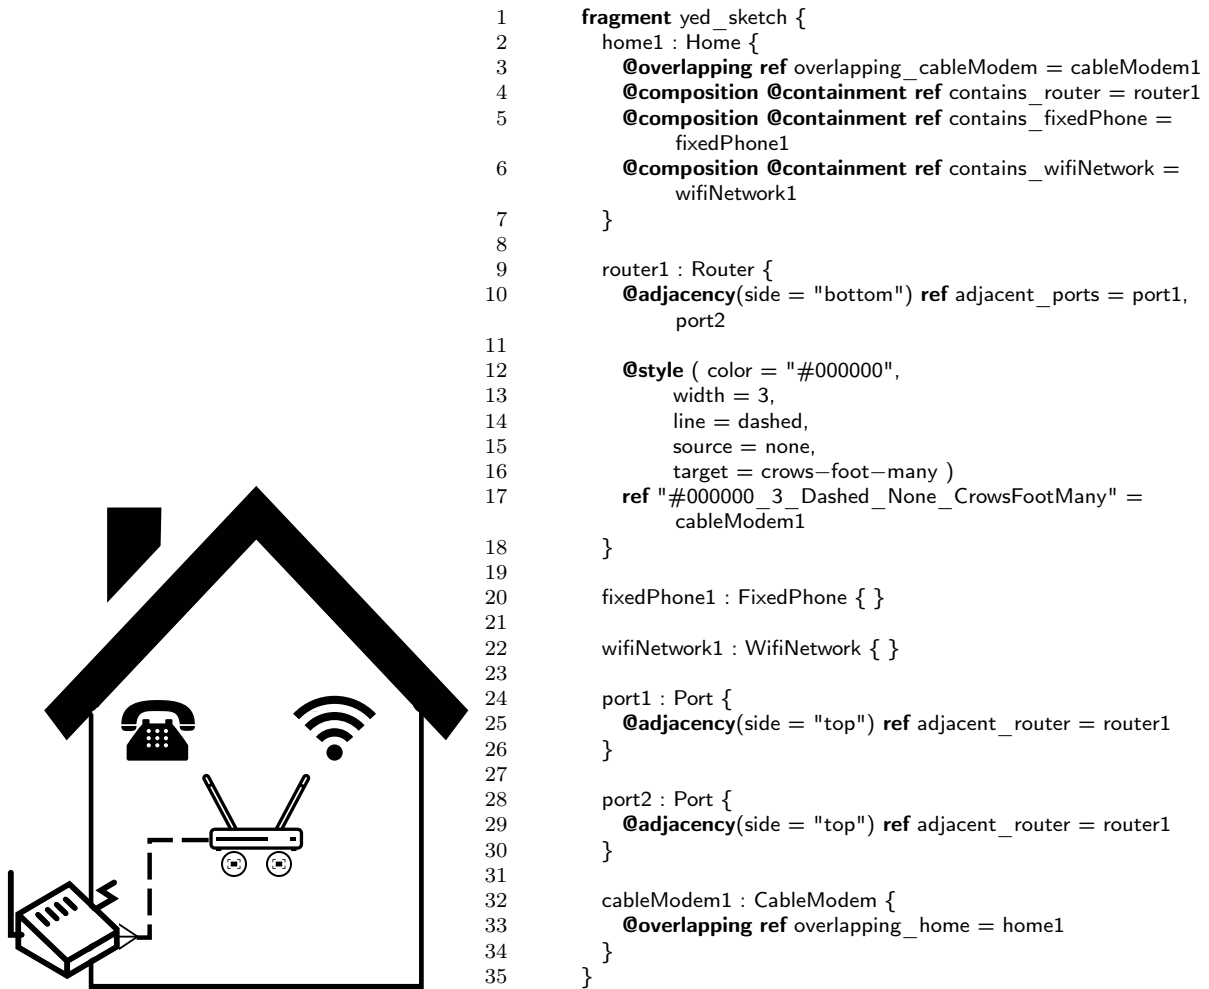 1 fragment yed_sketch {
2 home1 : Home {
3 @overlapping ref overlapping_cableModem = cableModem1
4 @composition @containment ref contains_router = router1
5 @composition @containment ref contains_fixedPhone =
fixedPhone1
6 @composition @containment ref contains_wifiNetwork =
wifiNetwork1
7 }
8
9 router1 : Router {
10 @adjacency(side = "bottom") ref adjacent_ports = port1,
port2
11
12 @style ( color = "#000000",
13 width = 3,
14 line = dashed,
15 source = none,
16 target = crows−foot−many )
17 ref "#000000_3_Dashed_None_CrowsFootMany" =
cableModem1
18 }
19
20 fixedPhone1 : FixedPhone { }
21
22 wifiNetwork1 : WifiNetwork { }
23
24 port1 : Port {
25 @adjacency(side = "top") ref adjacent_router = router1
26 }
27
28 port2 : Port {
29 @adjacency(side = "top") ref adjacent_router = router1
30 }
31
32 cableModem1 : CableModem {
33 @overlapping ref overlapping_home = home1
34 }
35 }